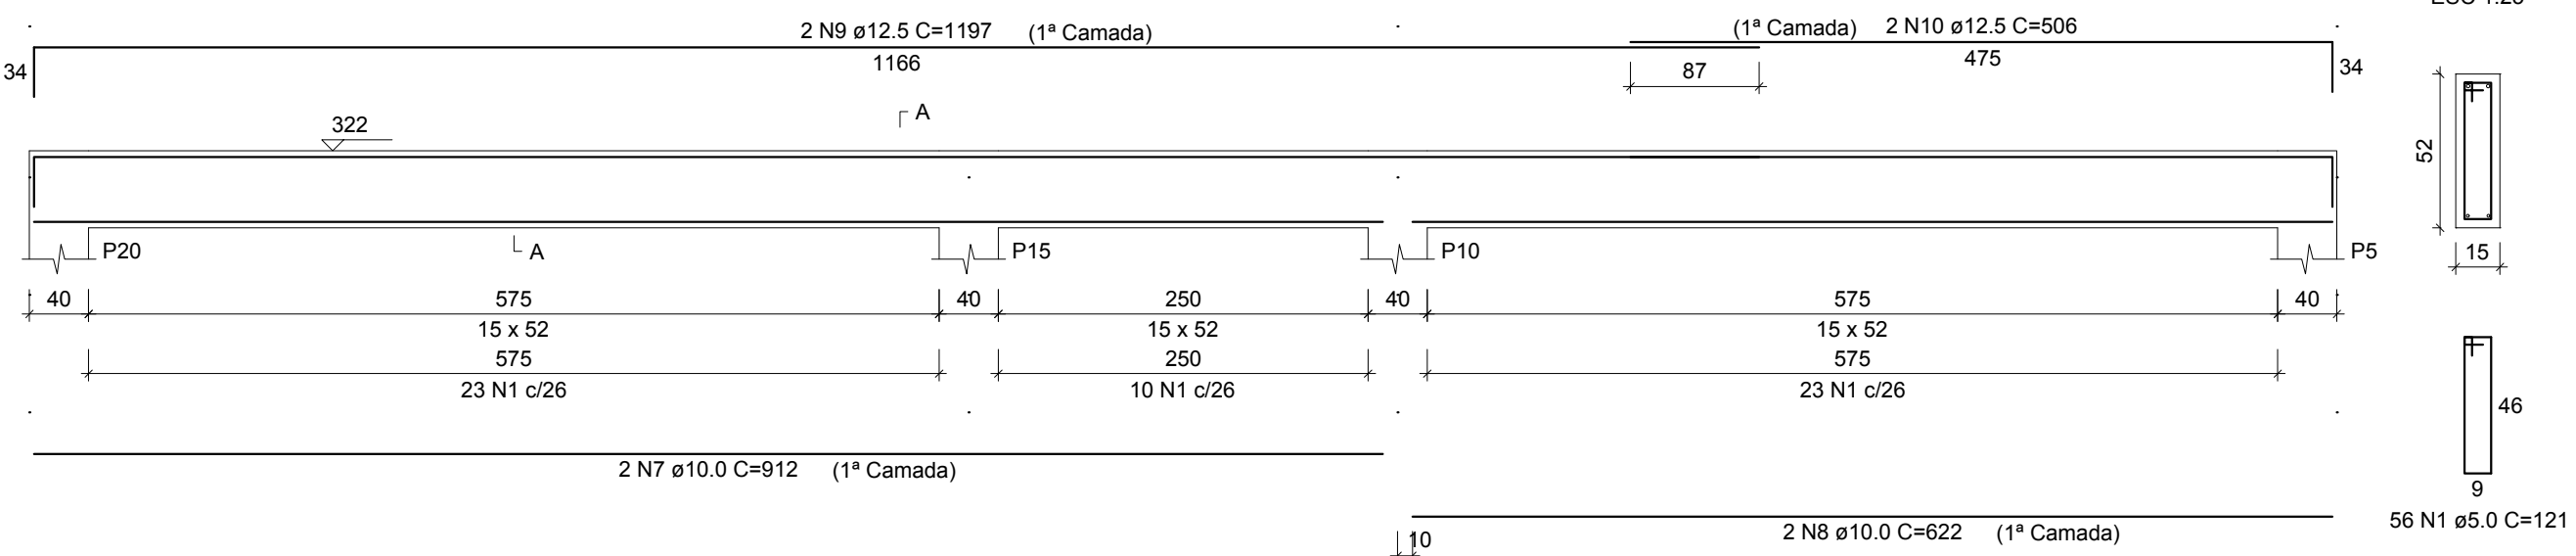 ESC 1:25
2 N9 ø12.5 C=1197 (1ª Camada)
(1ª Camada) 2 N10 ø12.5 C=506
34
1166
87
475
34
A
322
52
A
P20
P15
P10
P5
15
40
575
40
250
40
575
40
15 x 52
15 x 52
15 x 52
575
250
575
23 N1 c/26
10 N1 c/26
23 N1 c/26
46
2 N7 ø10.0 C=912 (1ª Camada)
9
56 N1 ø5.0 C=121
2 N8 ø10.0 C=622 (1ª Camada)
10